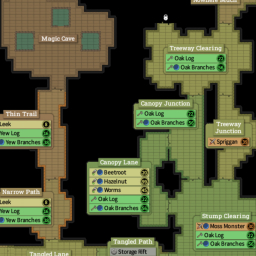 Magic Cave
Treeway Clearing
Oak Log
Oak Branches
Canopy Junction
Oak Log
Oak Branches
Thin Trail
Leek
Yew Log
Yew Branches
Treeway
Junction
Spriggan
Canopy Lane
Beetroot
Hazelnut
Worms
Oak Log
Oak Branches
Narrow Path
Leek
Yew Log
Yew Branches
Stump Clearing
Moss Monster
Oak Log
Oak Branches
Tangled Path
Storage Rift
Tangled Lane